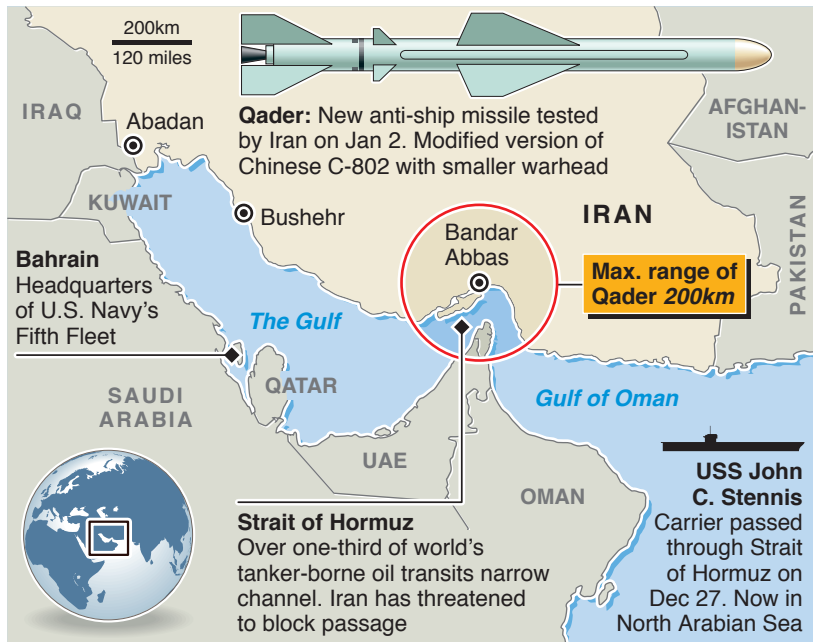 200km
120 miles
Qader: New anti-ship missile tested
by Iran on Jan 2. Modified version of
Chinese C-802 with smaller warhead
IRAQ
Abadan
AFGHAN-
ISTAN
KUWAIT
Bushehr
IRAN
PAKISTAN
Bandar
Abbas
Max. range of
Qader 200km
Bahrain
Headquarters
of U.S. Navy's
Fifth Fleet
The Gulf
QATAR
SAUDI
ARABIA
Gulf of Oman
UAE
OMAN
Strait of Hormuz
Over one-third of world's
tanker-borne oil transits narrow
channel. Iran has threatened
to block passage
USS John
C. Stennis
Carrier passed
through Strait
of Hormuz on
Dec 27. Now in
North Arabian Sea